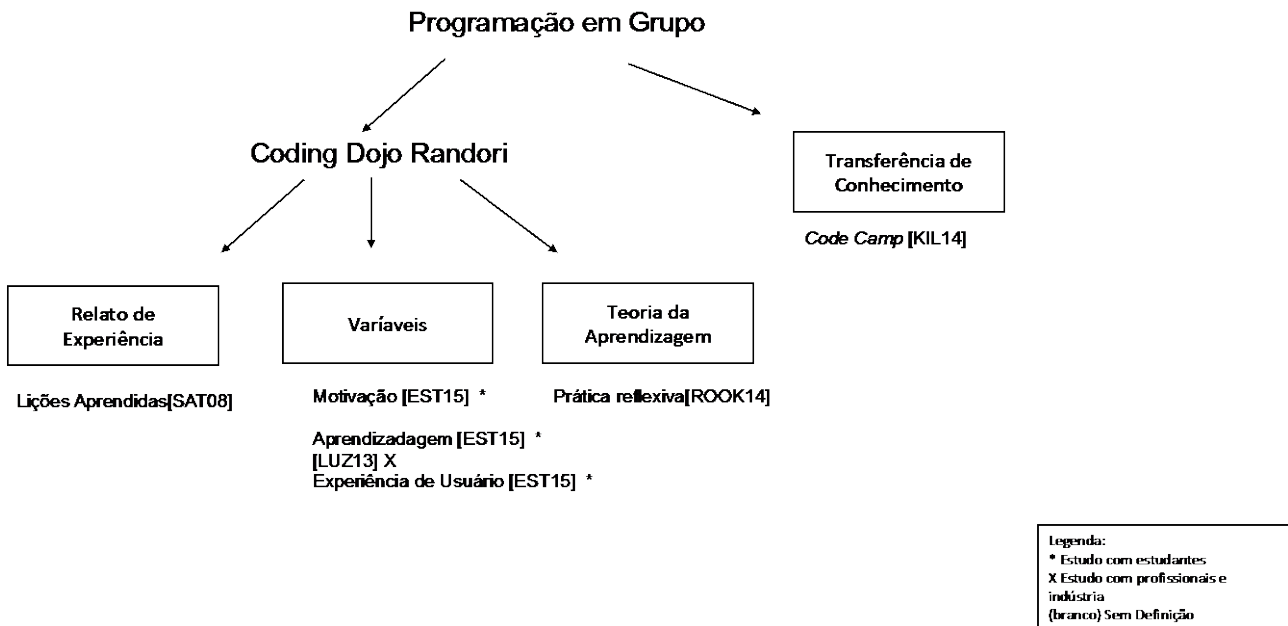 Programação em Grupo
Coding Dojo Randori
Transferência de
Conhecimento
Code Camp [KIL14]
Relato de
Experiência
Lições Aprendidas[SAT08]
Varíaveis
Motivação [EST15] *
Aprendizadagem [EST15] *
[LUZ13] X
Experiência de Usuário [EST15] *
Teoria da
Aprendizagem
Prática reflexiva[ROOK14]
Legenda:
* Estudo com estudantes
X Estudo com profissionais e
indústria
(branco) Sem Definição